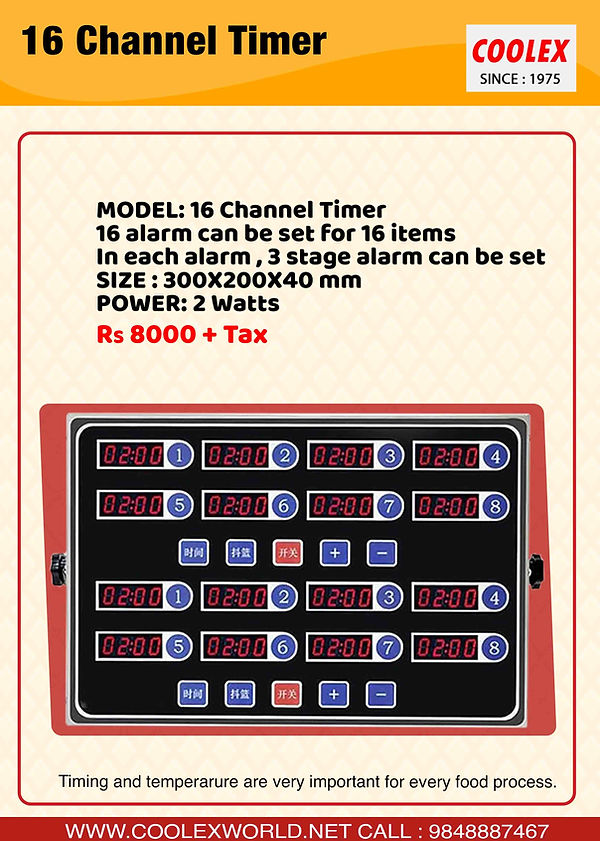 16 Channel Timer
COOLEX
SINCE : 1975
MODEL: 16 Channel Timer
16 alarm can be set for 16 items
In each alarm , 3 stage alarm can be set
SIZE : 300X200X40 mm
POWER: 2 Watts
Rs 8000 + Tax
02:00 1 02:00 2 02:00 3 02:00 4
02:00 5 02:00 6 02:00 7 02:00 8
时间 抖篮 开关 + −
02:00 1 02:00 2 02:00 3 02:00 4
02:00 5 02:00 6 02:00 7 02:00 8
时间 抖篮 开关 + −
Timing and temperarure are very important for every food process.
WWW.COOLEXWORLD.NET CALL : 9848887467